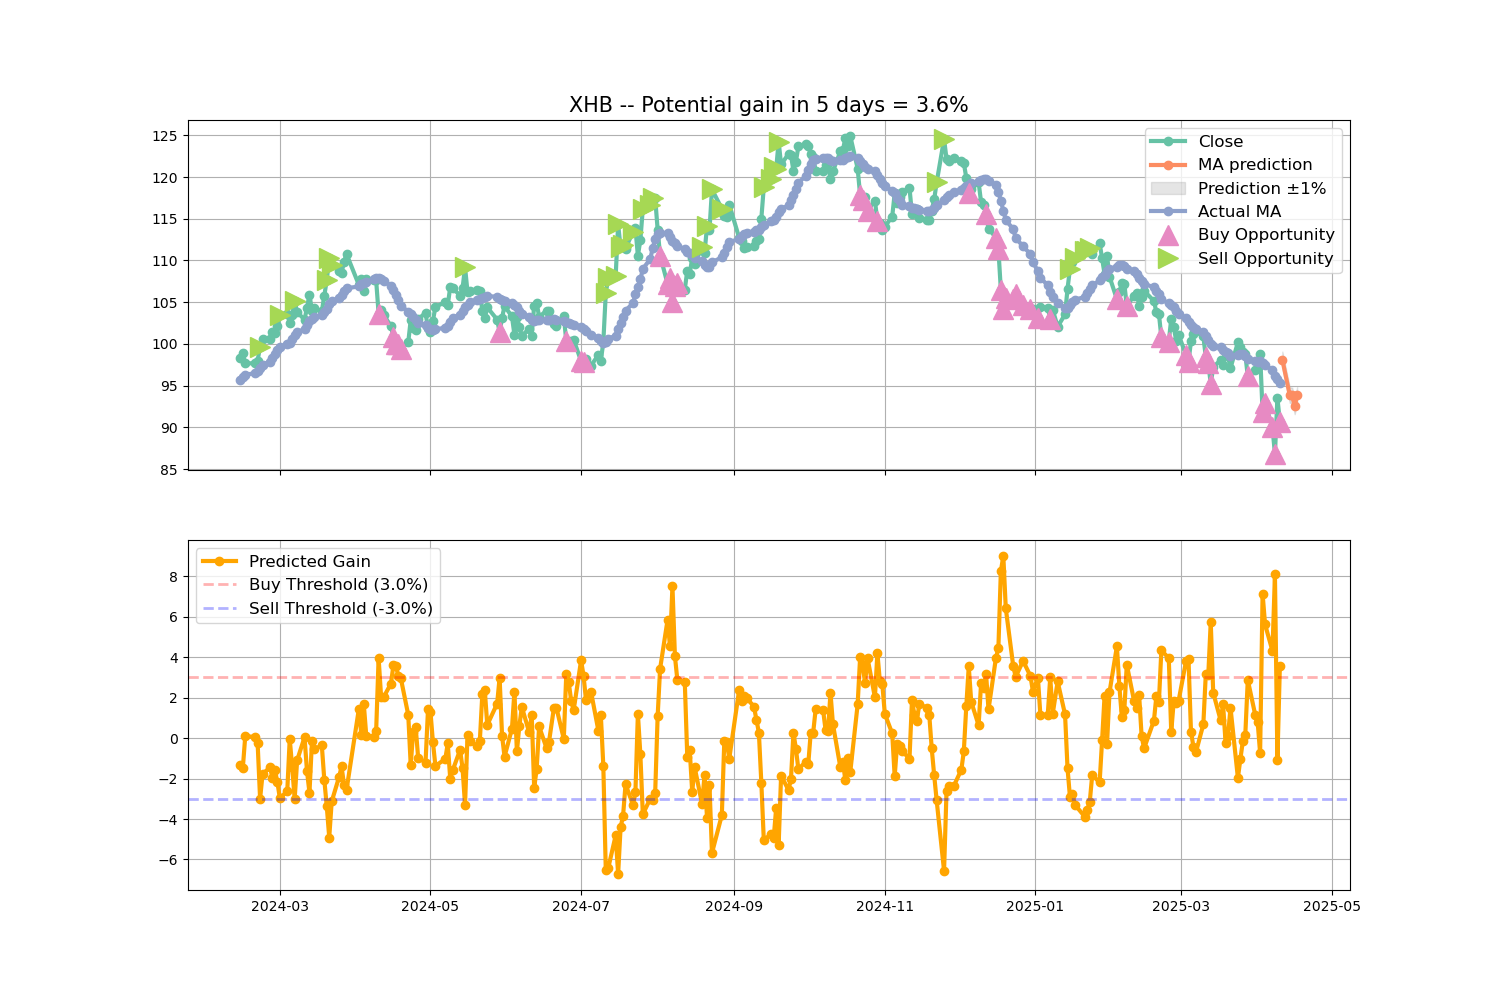 XHB -- Potential gain in 5 days = 3.6%
125
120
115
110
105
100
95
90
85
Close
MA prediction
Prediction ±1%
Actual MA
Buy Opportunity
Sell Opportunity
8
6
4
2
0
−2
−4
−6
Predicted Gain
Buy Threshold (3.0%)
Sell Threshold (-3.0%)
2024-03
2024-05
2024-07
2024-09
2024-11
2025-01
2025-03
2025-05